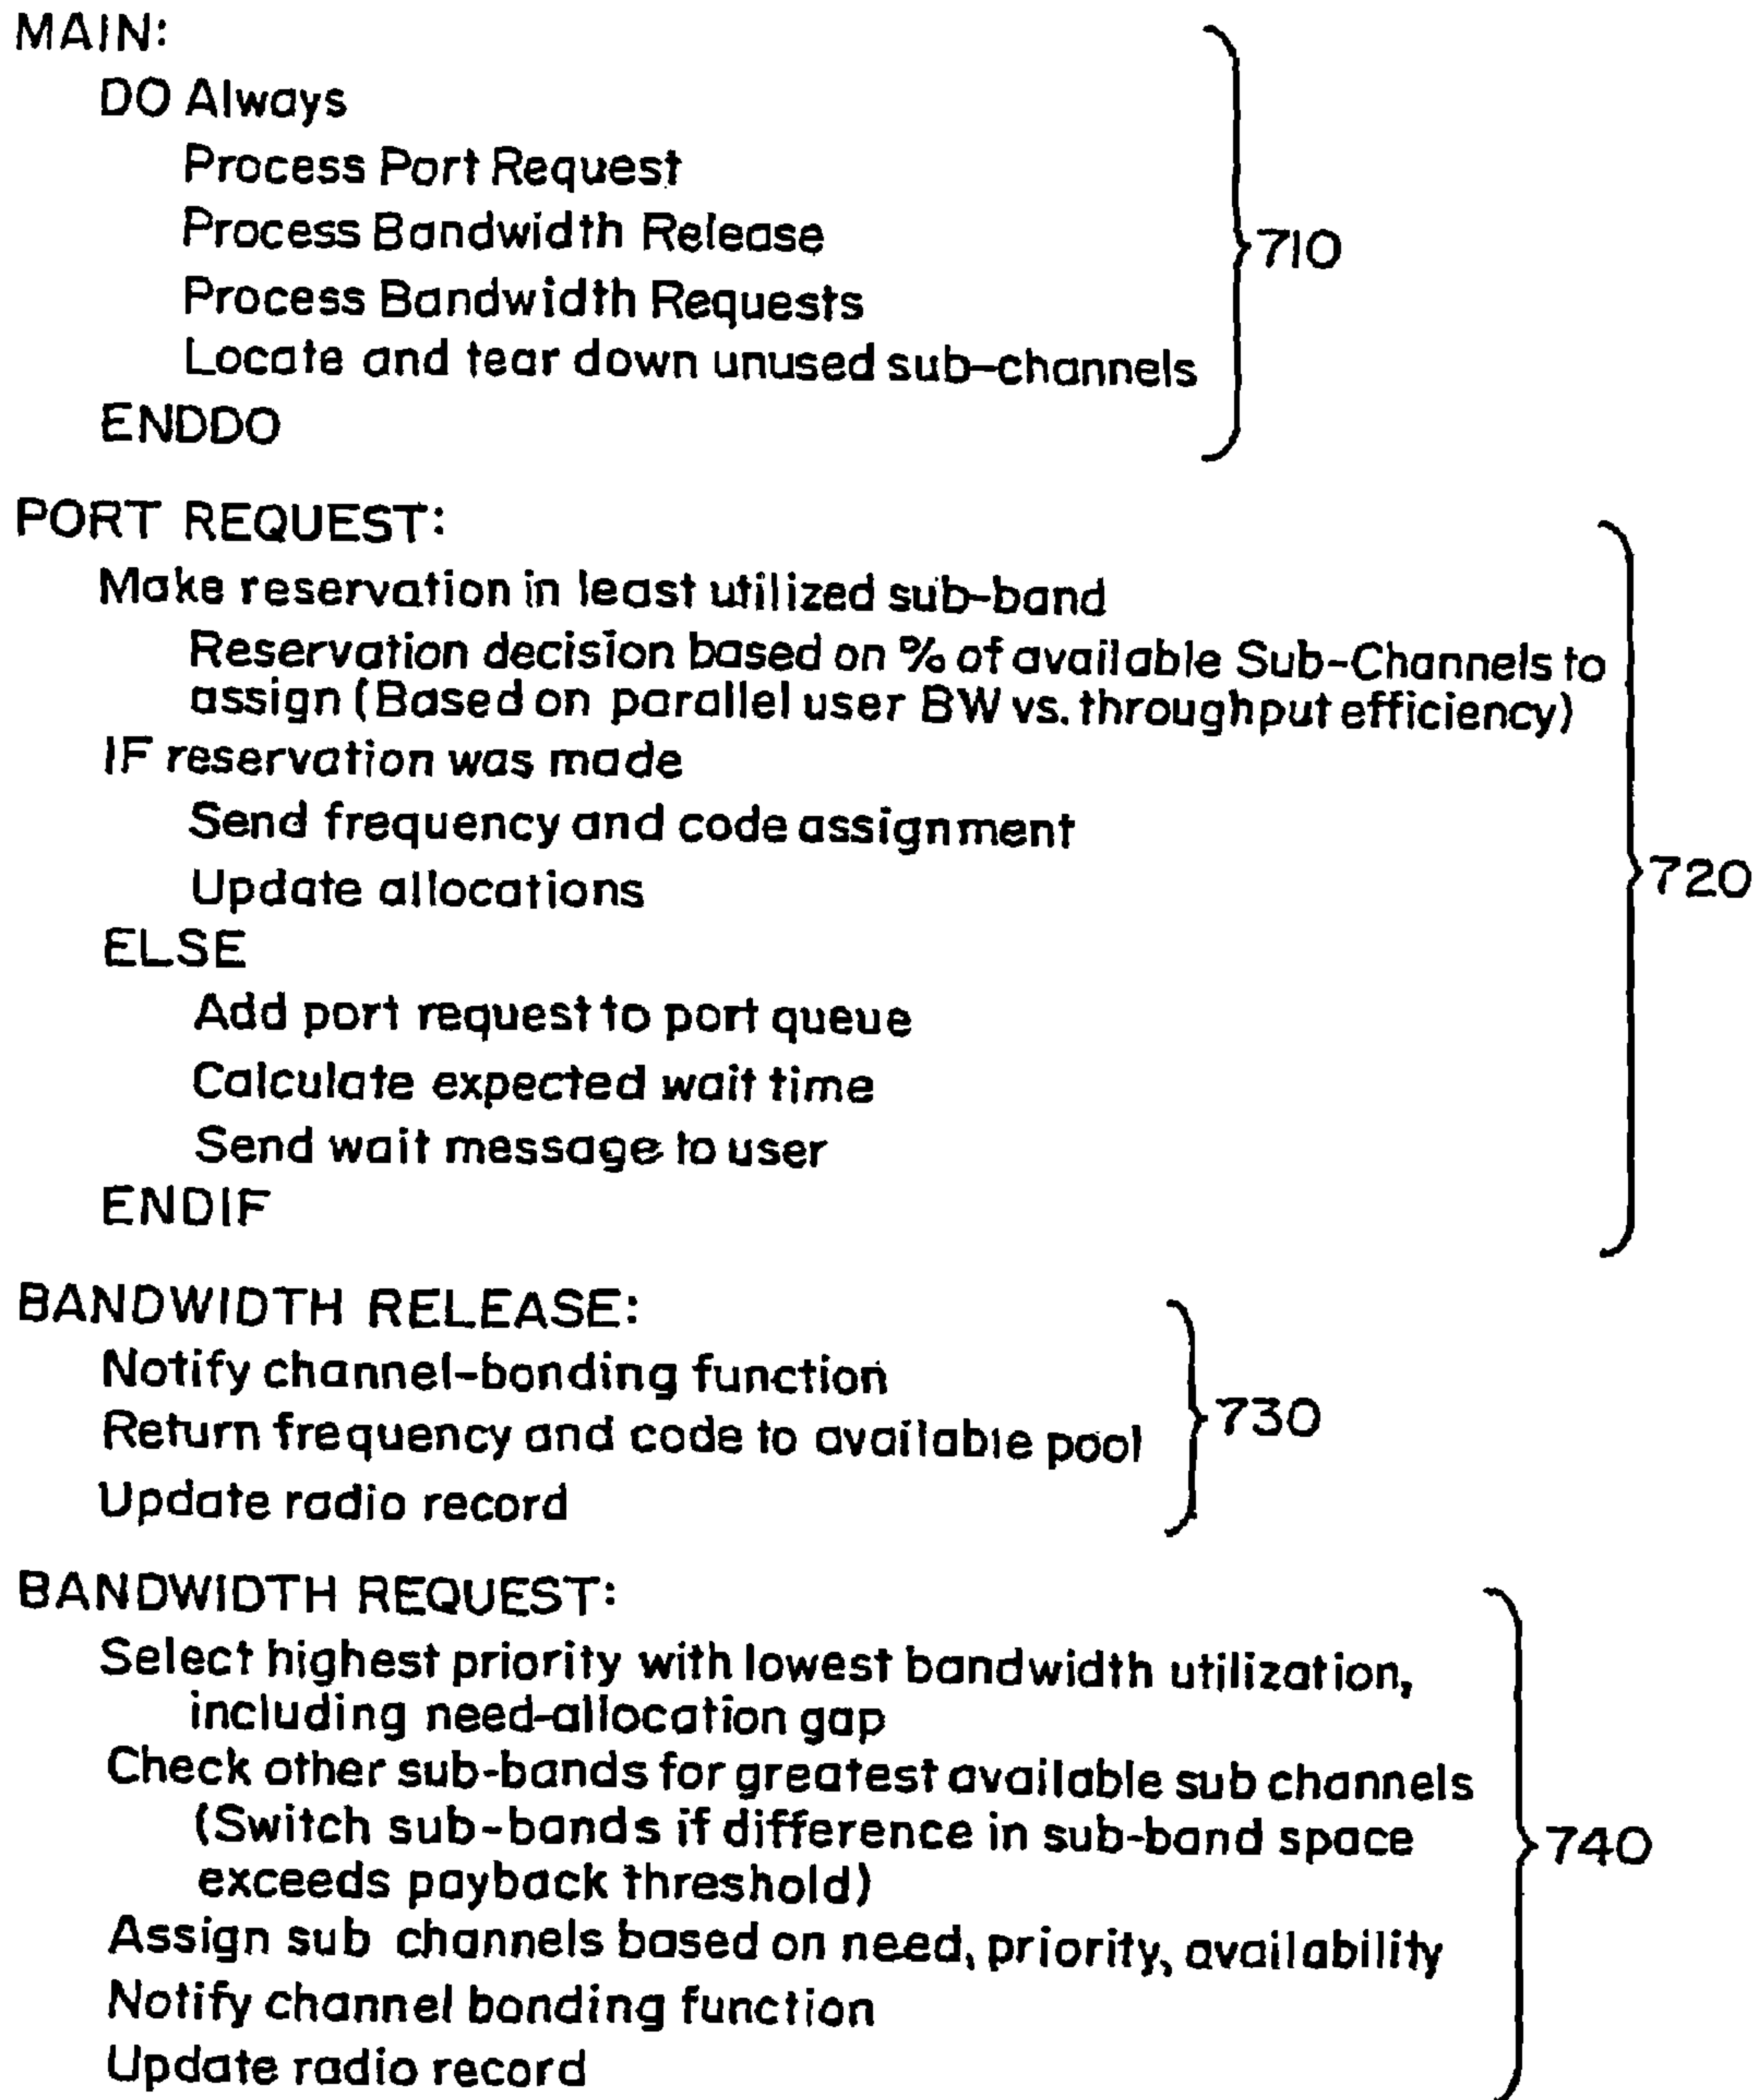 MAIN:
DO Always
Process Port Request
Process Bandwidth Release
Process Bandwidth Requests
Locate and tear down unused sub-channels
ENDDO
710
PORT REQUEST:
Make reservation in least utilized sub-band
Reservation decision based on % of available Sub-Channels to
assign (Based on parallel user BW vs. throughput efficiency)
IF reservation was made
Send frequency and code assignment
Update allocations
ELSE
Add port request to port queue
Calculate expected wait time
Send wait message to user
ENDIF
720
BANDWIDTH RELEASE:
Notify channel-bonding function
Return frequency and code to available pool
Update radio record
730
BANDWIDTH REQUEST:
Select highest priority with lowest bandwidth utilization,
including need-allocation gap
Check other sub-bands for greatest available sub channels
(Switch sub-bands if difference in sub-band space
exceeds payback threshold)
Assign sub channels based on need, priority, availability
Notify channel bonding function
Update radio record
740